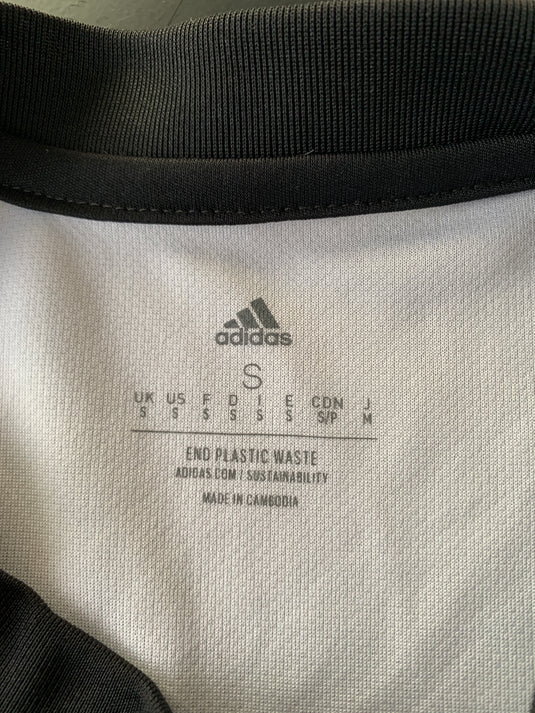 adidas
S
UK US F D I E CDN J
S S S S S S S/P M
END PLASTIC WASTE
ADIDAS.COM / SUSTAINABILITY
MADE IN CAMBODIA